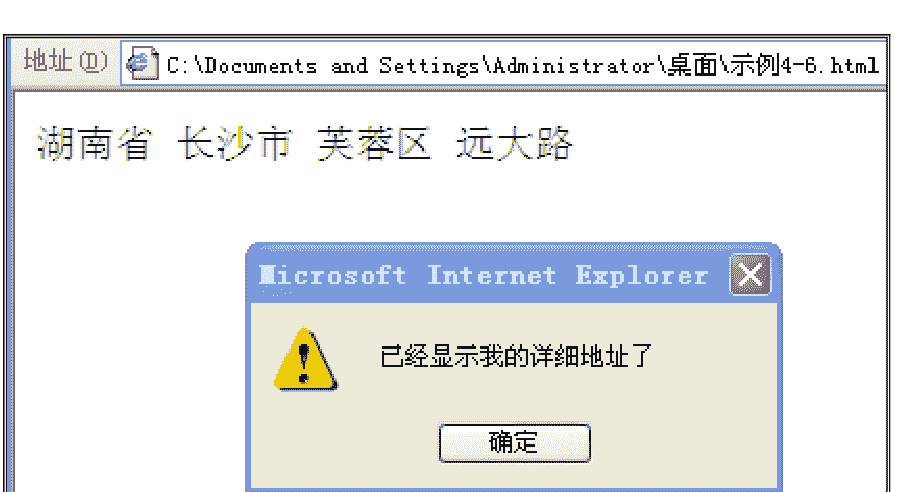 地址(D) C:\Documents and Settings\Administrator\桌面\示例4-6.html
湖南省 长沙市 芙蓉区 远大路
Microsoft Internet Explorer
已经显示我的详细地址了
确定